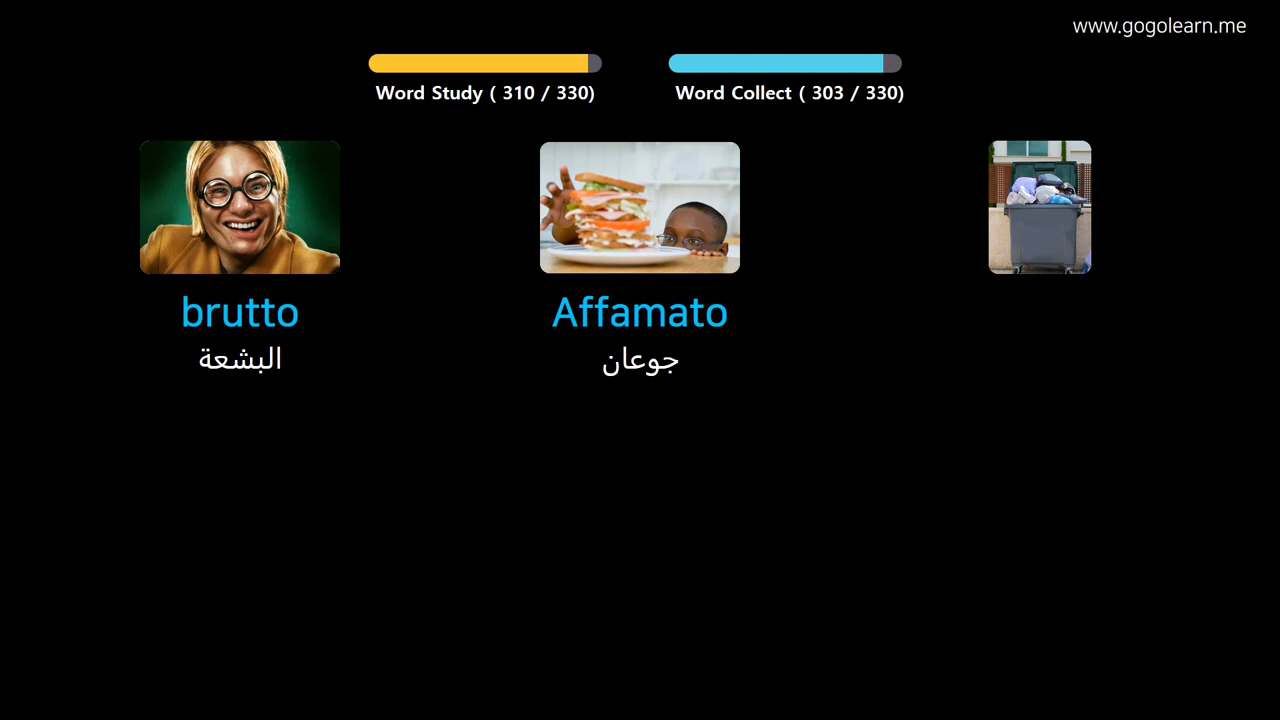 www.gogolearn.me
Word Study ( 310 / 330)
Word Collect ( 303 / 330)
brutto
البشعة
Affamato
جوعان